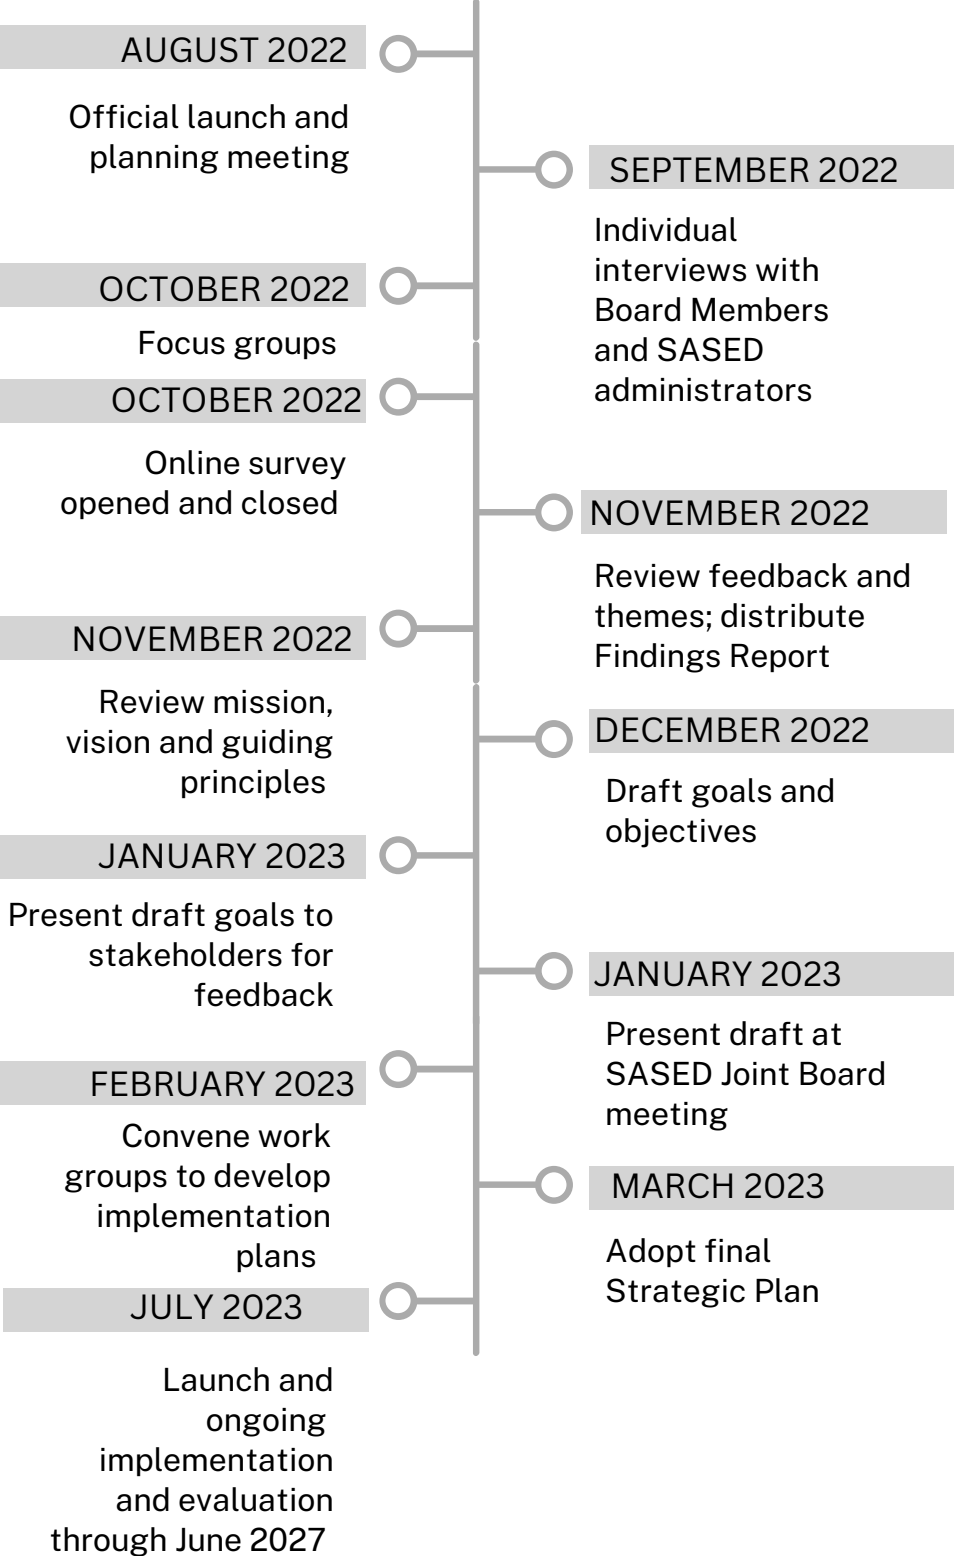 AUGUST 2022
Official launch and
planning meeting
SEPTEMBER 2022
Individual
interviews with
Board Members
and SASED
administrators
OCTOBER 2022
Focus groups
OCTOBER 2022
Online survey
opened and closed
NOVEMBER 2022
Review feedback and
themes; distribute
Findings Report
NOVEMBER 2022
Review mission,
vision and guiding
principles
DECEMBER 2022
Draft goals and
objectives
JANUARY 2023
Present draft goals to
stakeholders for
feedback
JANUARY 2023
Present draft at
SASED Joint Board
meeting
FEBRUARY 2023
Convene work
groups to develop
implementation
plans
MARCH 2023
Adopt final
Strategic Plan
JULY 2023
Launch and
ongoing
implementation
and evaluation
through June 2027